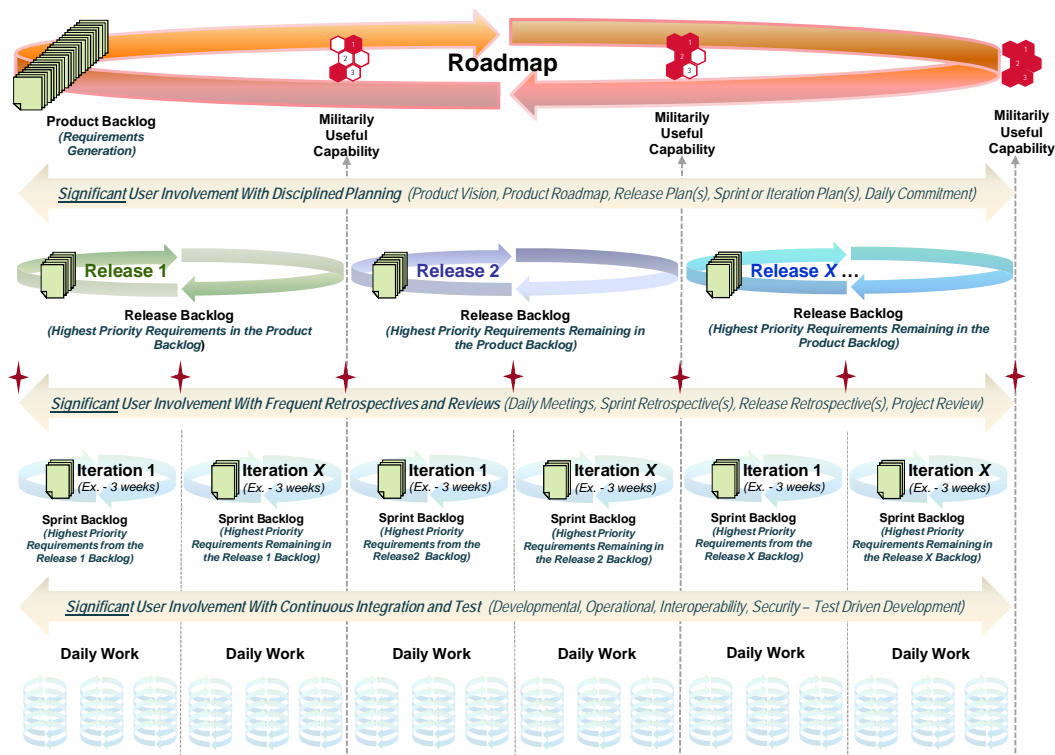 1
2
3
1
2
3
1
2
3
Roadmap
Product Backlog
(Requirements
Generation)
Militarily
Useful
Capability
Militarily
Useful
Capability
Militarily
Useful
Capability
Significant User Involvement With Disciplined Planning (Product Vision, Product Roadmap, Release Plan(s), Sprint or Iteration Plan(s), Daily Commitment)
Release 1
Release 2
Release X ...
Release Backlog
(Highest Priority Requirements in the Product
Backlog)
Release Backlog
(Highest Priority Requirements Remaining in
the Product Backlog)
Release Backlog
(Highest Priority Requirements Remaining in the
Product Backlog)
Significant User Involvement With Frequent Retrospectives and Reviews (Daily Meetings, Sprint Retrospective(s), Release Retrospective(s), Project Review)
Iteration 1
(Ex. - 3 weeks)
Iteration X
(Ex. - 3 weeks)
Iteration 1
(Ex. - 3 weeks)
Iteration X
(Ex. - 3 weeks)
Iteration 1
(Ex. - 3 weeks)
Iteration X
(Ex. - 3 weeks)
Sprint Backlog
(Highest Priority
Requirements from the
Release 1 Backlog)
Sprint Backlog
(Highest Priority
Requirements Remaining in
the Release 1 Backlog)
Sprint Backlog
(Highest Priority
Requirements from the
Release2 Backlog)
Sprint Backlog
(Highest Priority
Requirements Remaining in
the Release 2 Backlog)
Sprint Backlog
(Highest Priority
Requirements from the
Release X Backlog)
Sprint Backlog
(Highest Priority
Requirements Remaining in
the Release X Backlog)
Significant User Involvement With Continuous Integration and Test (Developmental, Operational, Interoperability, Security – Test Driven Development)
Daily Work
Daily Work
Daily Work
Daily Work
Daily Work
Daily Work